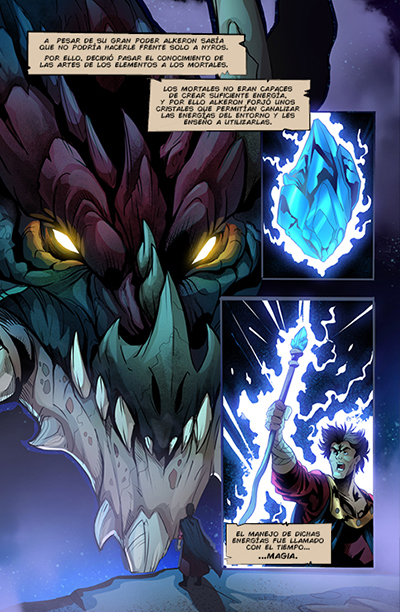 A PESAR DE SU GRAN PODER ALKERON SABÍA
QUE NO PODRÍA HACERLE FRENTE SOLO A NYROS.
POR ELLO, DECIDIÓ PASAR EL CONOCIMIENTO DE
LAS ARTES DE LOS ELEMENTOS A LOS MORTALES.
LOS MORTALES NO ERAN CAPACES
DE CREAR SUFICIENTE ENERGÍA,
Y POR ELLO ALKERON FORJÓ UNOS
CRISTALES QUE PERMITÍAN CANALIZAR
LAS ENERGÍAS DEL ENTORNO Y LES
ENSEÑO A UTILIZARLAS.
EL MANEJO DE DICHAS
ENERGÍAS FUE LLAMADO
CON EL TIEMPO...
...MAGIA.